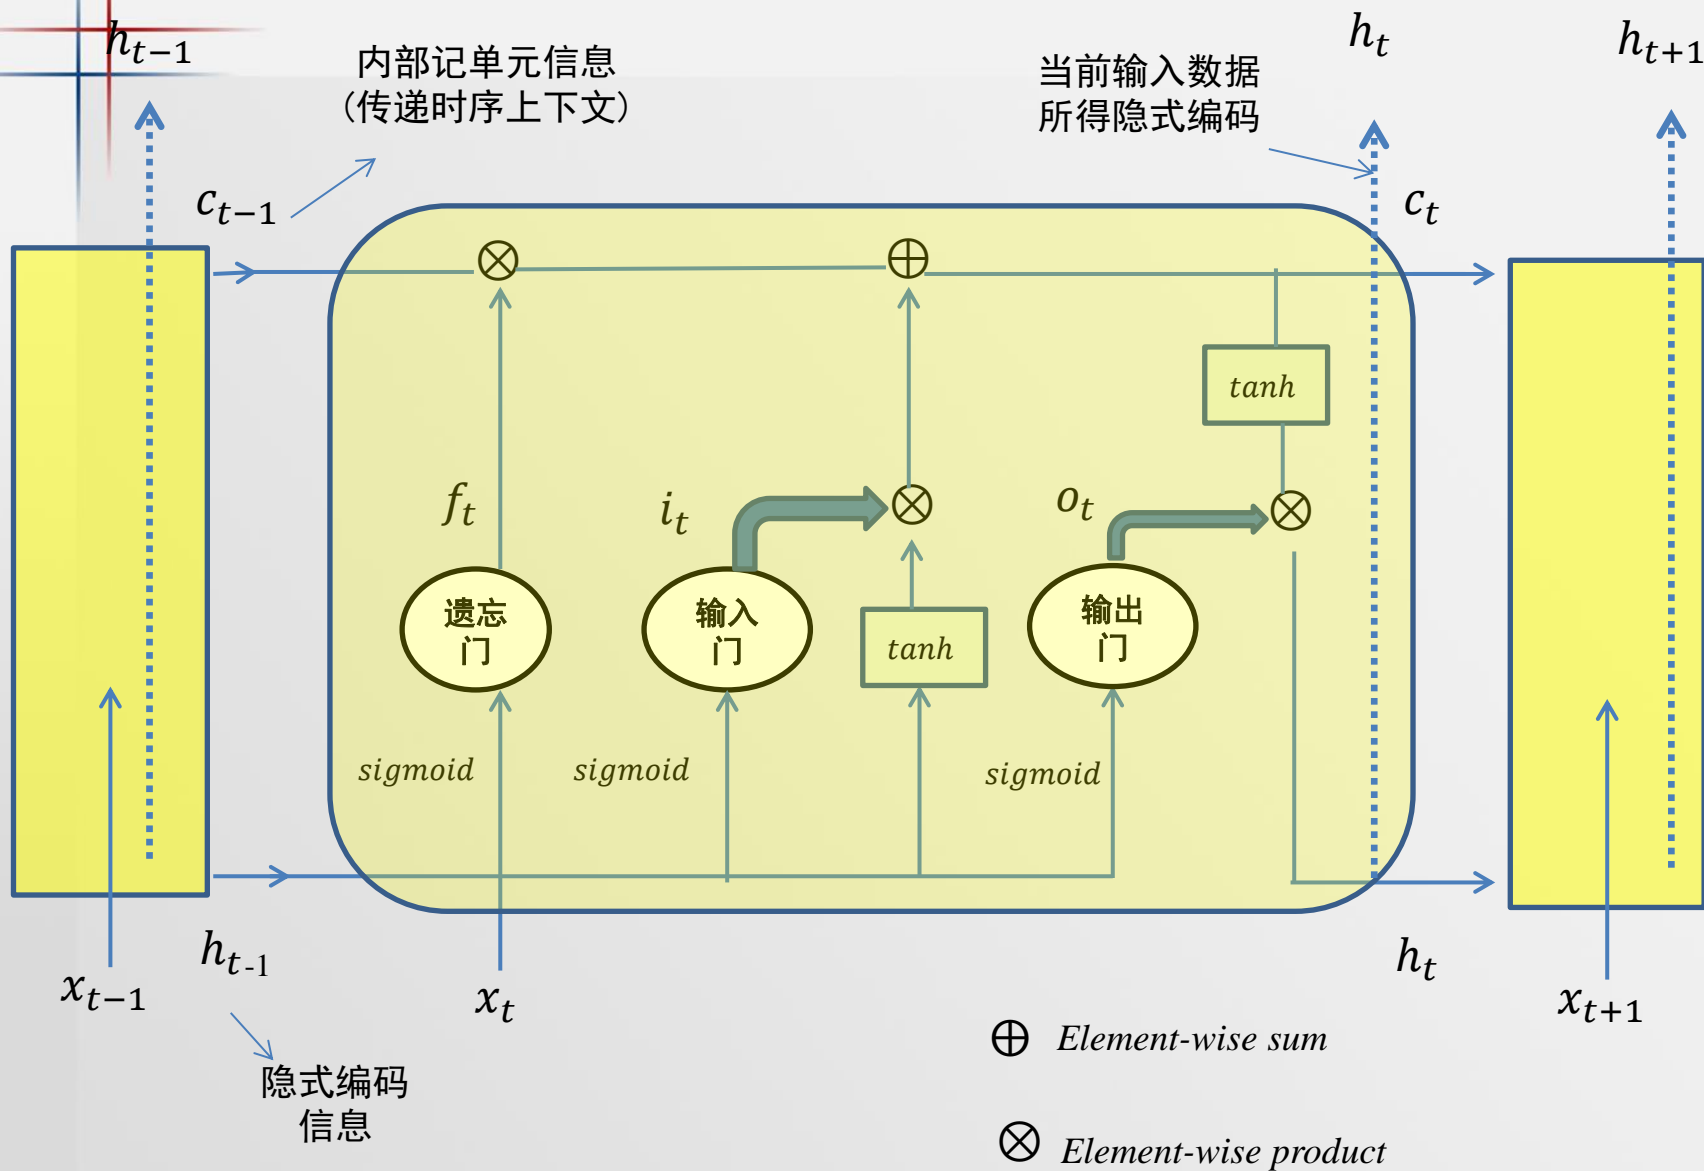 h_{t-1}
内部记单元信息
(传递时序上下文)
当前输入数据
所得隐式编码
h_t
h_{t+1}
c_{t-1}
c_t
tanh
f_t
i_t
o_t
遗忘
门
输入
门
tanh
输出
门
sigmoid
sigmoid
sigmoid
h_{t-1}
h_t
x_{t-1}
x_t
x_{t+1}
隐式编码
信息
⊕ Element-wise sum
⊗ Element-wise product